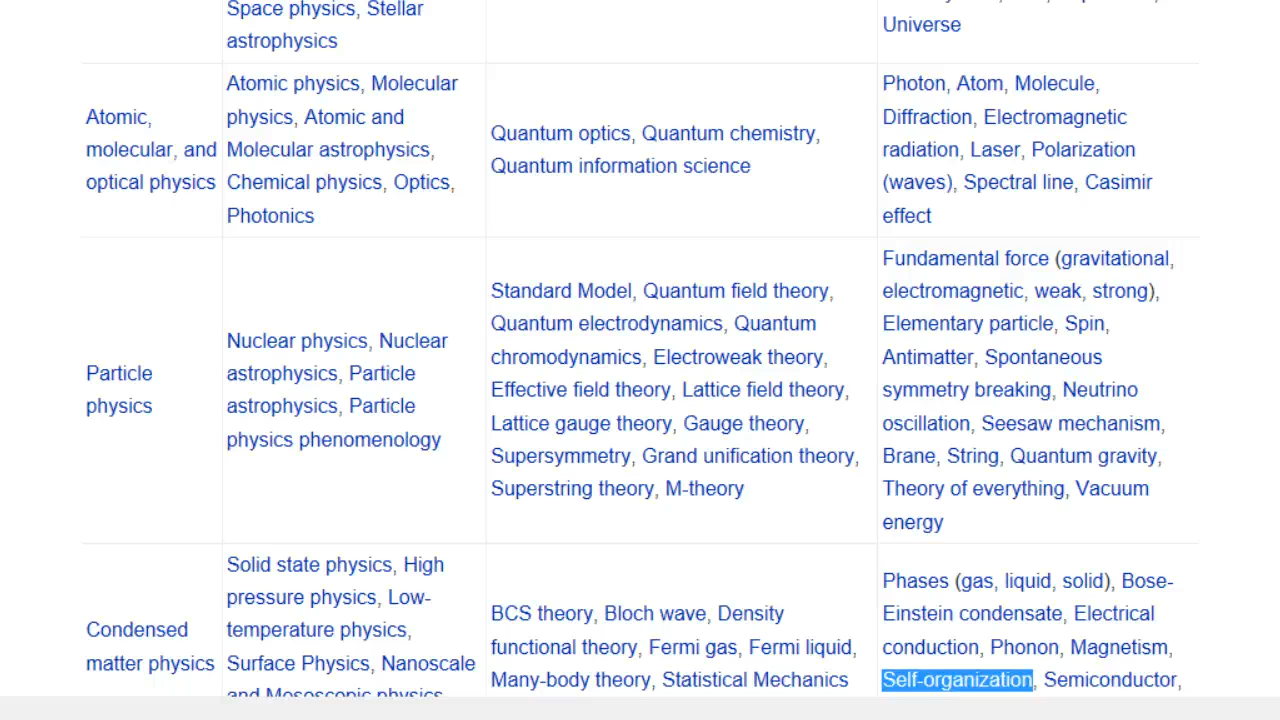 Space physics, Stellar
astrophysics
Universe
Atomic,
molecular, and
optical physics
Atomic physics, Molecular
physics, Atomic and
Molecular astrophysics,
Chemical physics, Optics,
Photonics
Quantum optics, Quantum chemistry,
Quantum information science
Photon, Atom, Molecule,
Diffraction, Electromagnetic
radiation, Laser, Polarization
(waves), Spectral line, Casimir
effect
Particle
physics
Nuclear physics, Nuclear
astrophysics, Particle
astrophysics, Particle
physics phenomenology
Standard Model, Quantum field theory,
Quantum electrodynamics, Quantum
chromodynamics, Electroweak theory,
Effective field theory, Lattice field theory,
Lattice gauge theory, Gauge theory,
Supersymmetry, Grand unification theory,
Superstring theory, M-theory
Fundamental force (gravitational,
electromagnetic, weak, strong),
Elementary particle, Spin,
Antimatter, Spontaneous
symmetry breaking, Neutrino
oscillation, Seesaw mechanism,
Brane, String, Quantum gravity,
Theory of everything, Vacuum
energy
Condensed
matter physics
Solid state physics, High
pressure physics, Low-
temperature physics,
Surface Physics, Nanoscale
and Mesoscopic physics
BCS theory, Bloch wave, Density
functional theory, Fermi gas, Fermi liquid,
Many-body theory, Statistical Mechanics
Phases (gas, liquid, solid), Bose-
Einstein condensate, Electrical
conduction, Phonon, Magnetism,
Self-organization, Semiconductor,